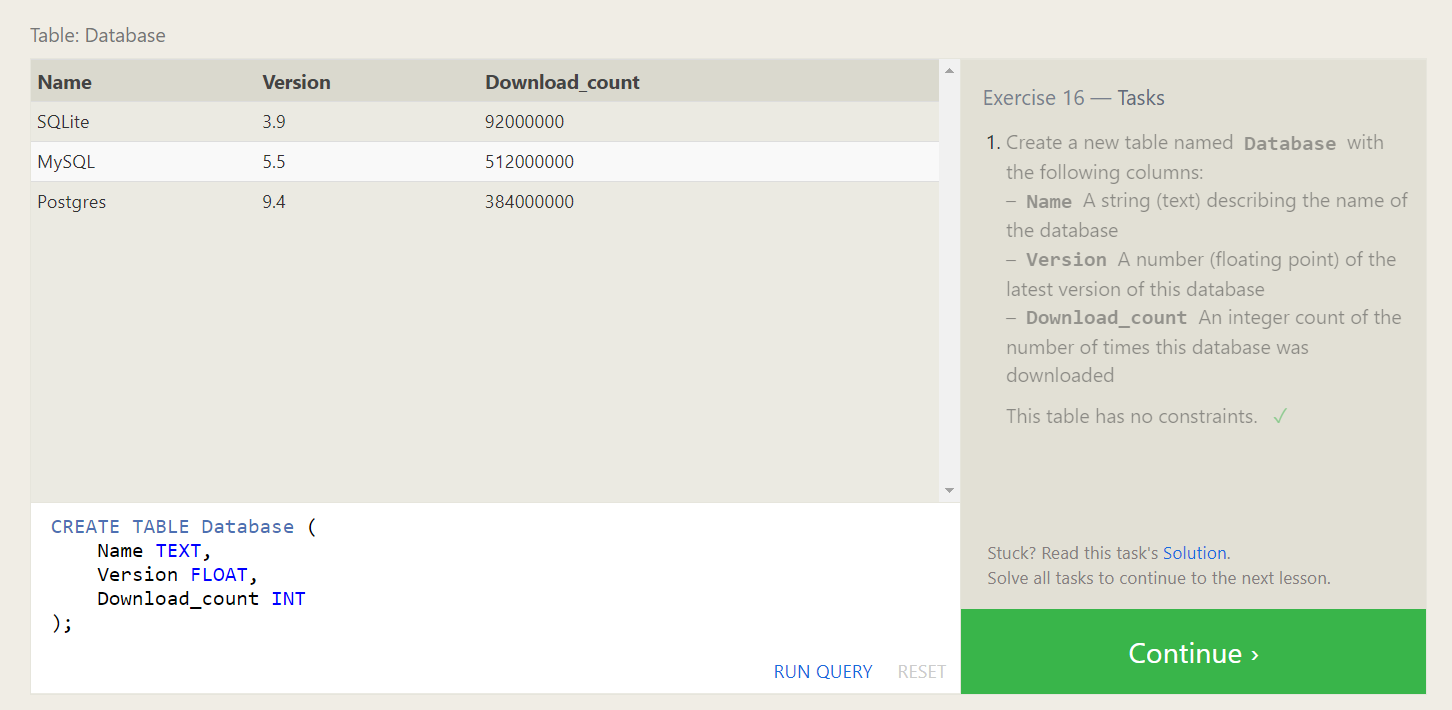 Table: Database
Name Version Download_count
SQLite 3.9 92000000
MySQL 5.5 512000000
Postgres 9.4 384000000
CREATE TABLE Database (
    Name TEXT,
    Version FLOAT,
    Download_count INT
);
RUN QUERY RESET
Exercise 16 — Tasks
1. Create a new table named Database with
the following columns:
– Name A string (text) describing the name of
the database
– Version A number (floating point) of the
latest version of this database
– Download_count An integer count of the
number of times this database was
downloaded
This table has no constraints. ✓
Stuck? Read this task's Solution.
Solve all tasks to continue to the next lesson.
Continue ›